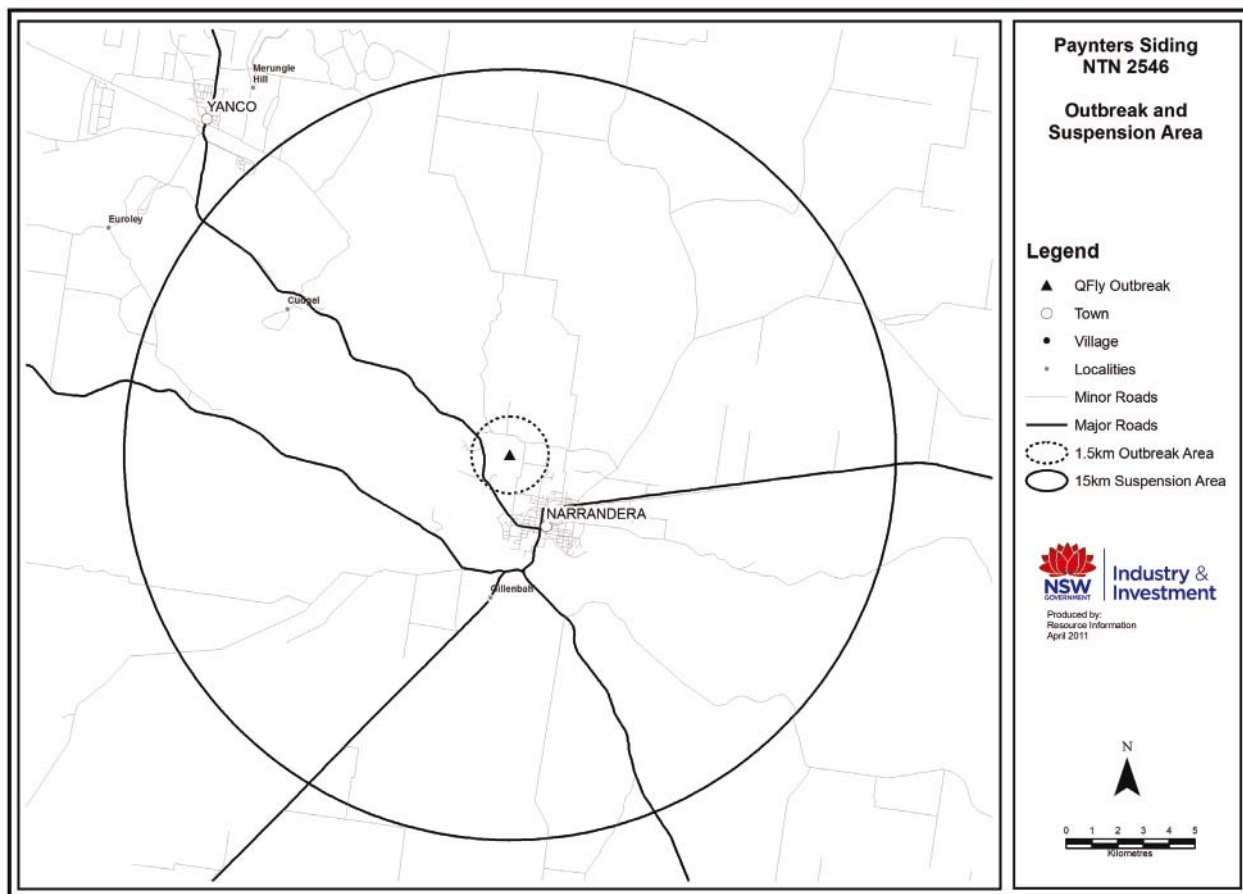 Merungle
Hill
YANCO
Euroley
Cudgel
NARRANDERA
Gillenbah
Paynters Siding
NTN 2546
Outbreak and
Suspension Area
Legend
QFly Outbreak
Town
Village
Localities
Minor Roads
Major Roads
1.5km Outbreak Area
15km Suspension Area
NSW
GOVERNMENT
Industry &
Investment
Produced by:
Resource Information
April 2011
N
0 1 2 3 4 5
Kilometres